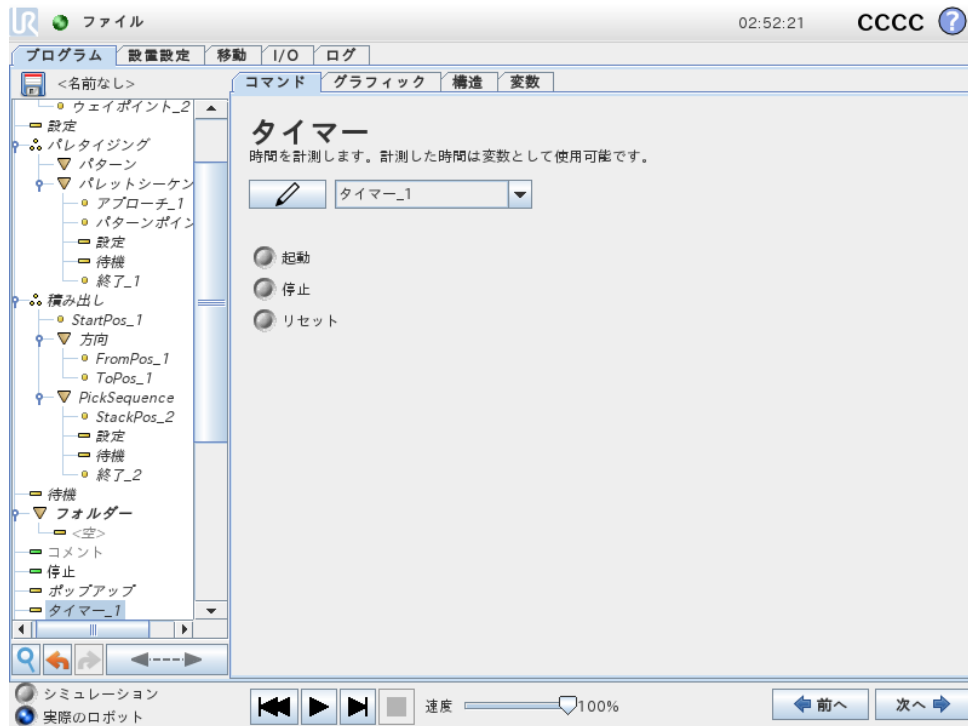 UR ファイル 02:52:21 CCCC ?
プログラム 設置設定 移動 I/O ログ
<名前なし>
コマンド グラフィック 構造 変数
ウェイポイント_2
設定
パレタイジング
パターン
パレットシーケン
アプローチ_1
パターンポイン
設定
待機
終了_1
積み出し
StartPos_1
方向
FromPos_1
ToPos_1
PickSequence
StackPos_2
設定
待機
終了_2
待機
フォルダー
<空>
コメント
停止
ポップアップ
タイマー_1
タイマー
時間を計測します。計測した時間は変数として使用可能です。
タイマー_1
起動
停止
リセット
シミュレーション
実際のロボット
速度 100%
前へ 次へ